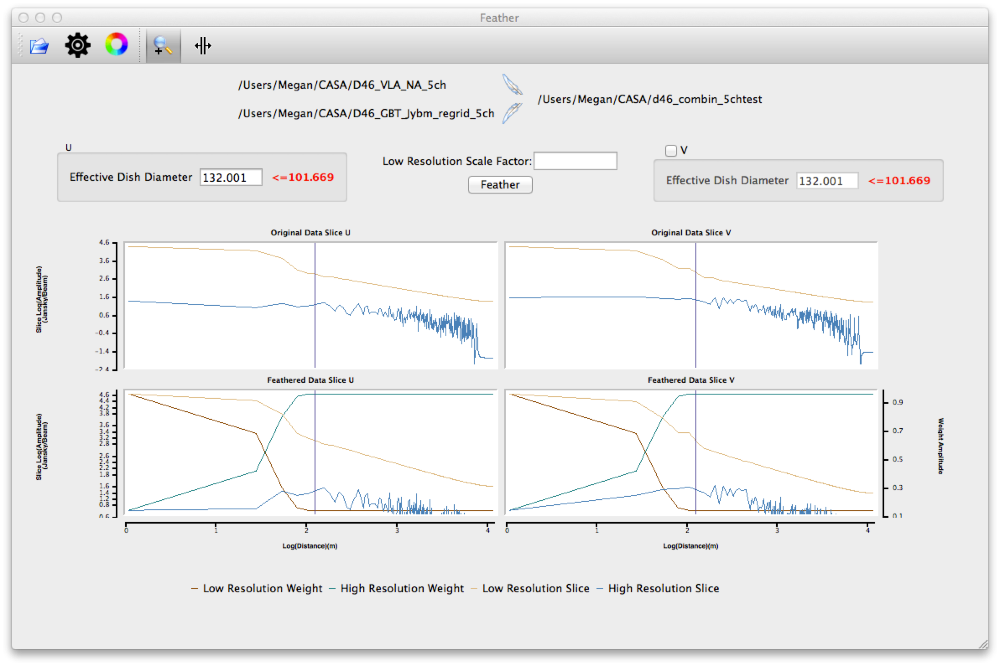 Feather
/Users/Megan/CASA/D46_VLA_NA_5ch
/Users/Megan/CASA/d46_combin_5chtest
/Users/Megan/CASA/D46_GBT_Jybm_regrid_5ch
U
Effective Dish Diameter 132.001 <=101.669
Low Resolution Scale Factor:
Feather
V
Effective Dish Diameter 132.001 <=101.669
Original Data Slice U
Original Data Slice V
Slice Log(Amplitude)
(Jansky/Beam)
4.6
3.6
2.6
1.6
0.6
-0.4
-1.4
-2.4
Feathered Data Slice U
Feathered Data Slice V
Slice Log(Amplitude)
(Jansky/Beam)
4.6
4.4
4.2
3.8
3.6
3.4
3.2
2.8
2.6
2.4
2.2
1.8
1.6
1.4
1.2
0.8
0.6
0.9
0.7
0.5
0.3
0.1
Weight Amplitude
0 1 2 3 4
0 1 2 3 4
Log(Distance)(m)
Log(Distance)(m)
Low Resolution Weight High Resolution Weight Low Resolution Slice High Resolution Slice